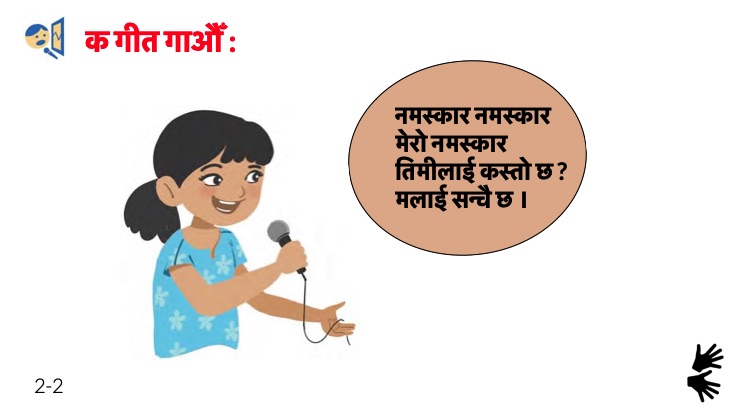 क गीत गाऔँ :
नमस्कार नमस्कार
मेरो नमस्कार
तिमीलाई कस्तो छ ?
मलाई सन्चै छ ।
2-2